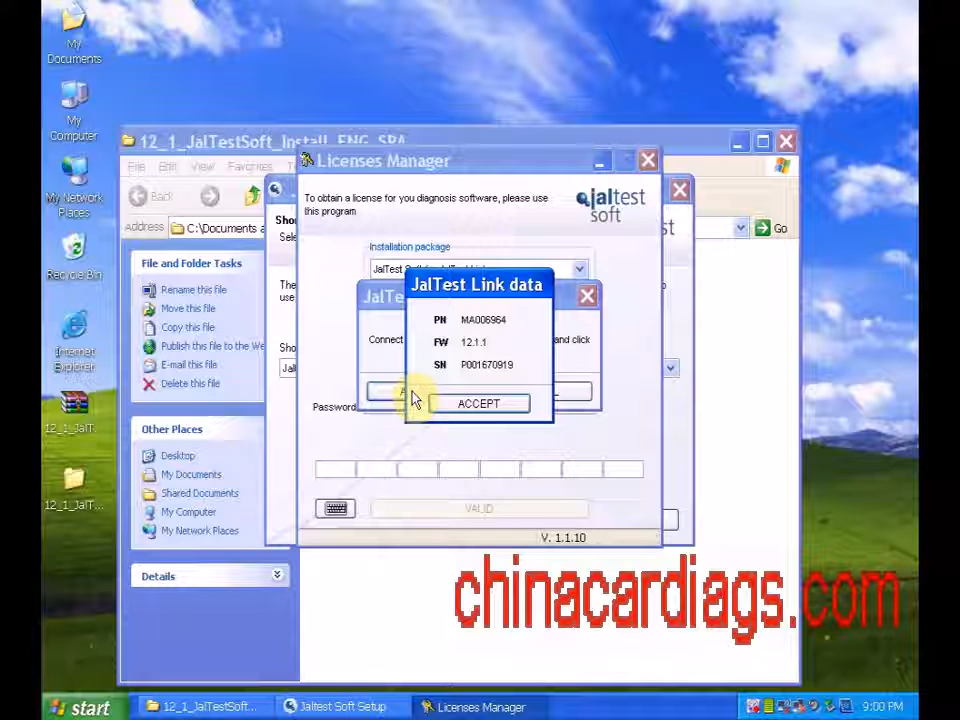 My
Documents
My
Computer
My Network
Places
Recycle Bin
Internet
Explorer
12_1_JalT...
12_1_JalT...
12_1_JalTestSoft_Install_ENG_SPA
File Edit View Favorites
Back
Address C:\Documents a
Go
File and Folder Tasks
Rename this file
Move this file
Copy this file
Publish this file to the We
E-mail this file
Delete this file
Other Places
Desktop
My Documents
Shared Documents
My Computer
My Network Places
Details
Licenses Manager
To obtain a license for you diagnosis software, please use
this program
jaltest
soft
Installation package
Connect
and click
JalTest Link data
PN MA006964
FW 12.1.1
SN P001670919
ACCEPT
Password
VALID
V. 1.1.10
chinacardiags.com
start
12_1_JalTestSoft...
Jaltest Soft Setup
Licenses Manager
9:00 PM